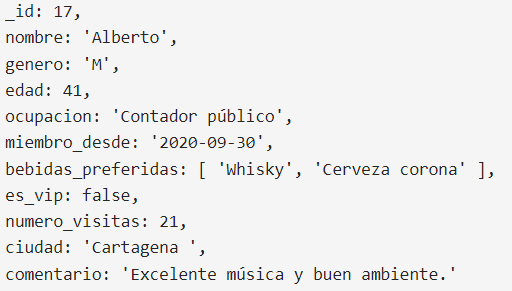 _id: 17,
nombre: 'Alberto',
genero: 'M',
edad: 41,
ocupacion: 'Contador público',
miembro_desde: '2020-09-30',
bebidas_preferidas: [ 'Whisky', 'Cerveza corona' ],
es_vip: false,
numero_visitas: 21,
ciudad: 'Cartagena ',
comentario: 'Excelente música y buen ambiente.'